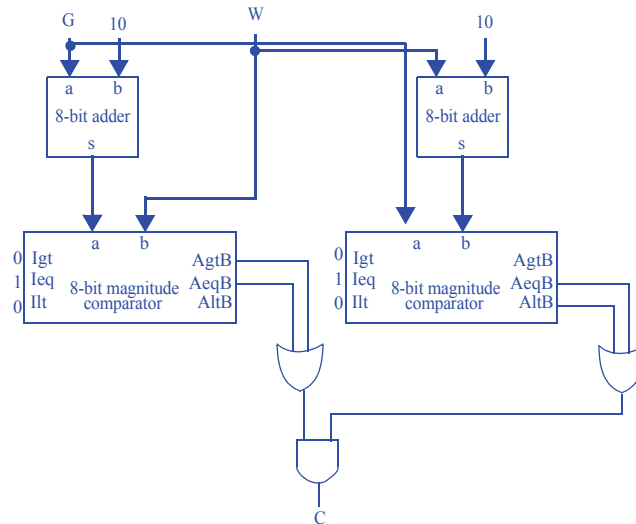 G 10 W 10
a b a b
8-bit adder 8-bit adder
s s
a b a b
0 Igt AgtB 0 Igt AgtB
1 Ieq 8-bit magnitude AeqB 1 Ieq 8-bit magnitude AeqB
0 Ilt comparator AltB 0 Ilt comparator AltB
C